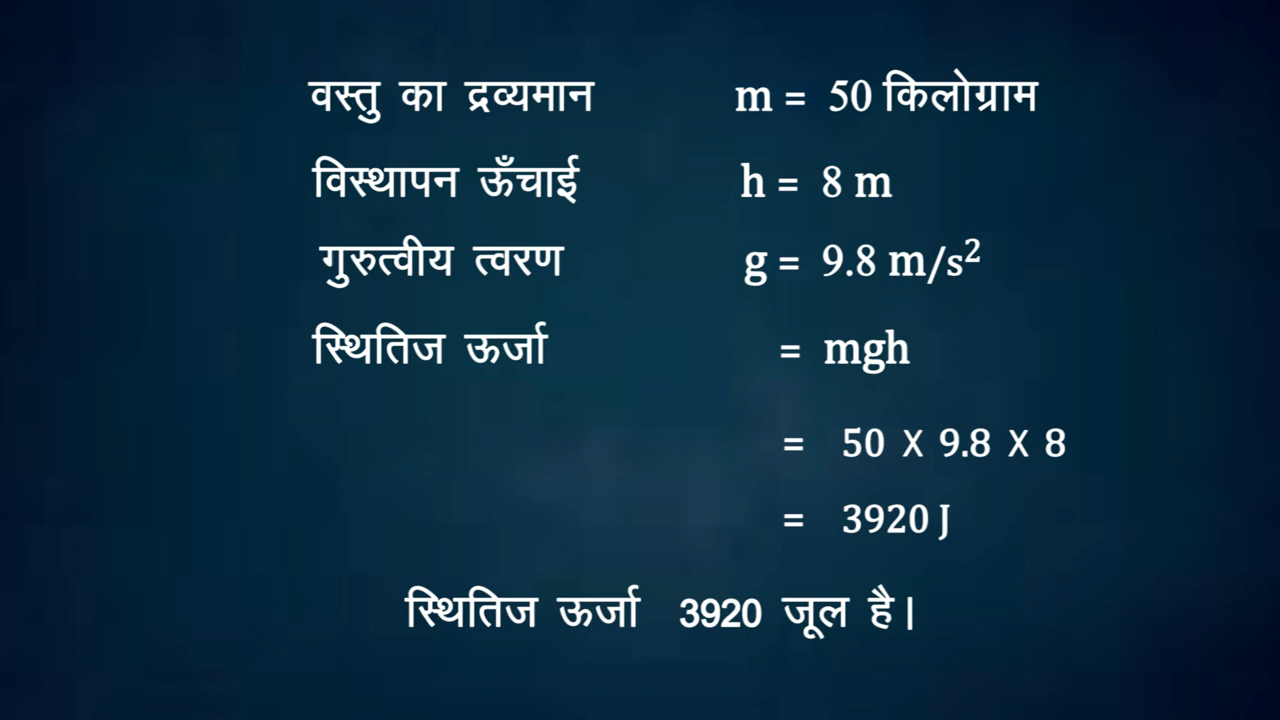 वस्तु का द्रव्यमान m = 50 किलोग्राम
विस्थापन ऊँचाई h = 8 m
गुरुत्वीय त्वरण g = 9.8 m/s²
स्थितिज ऊर्जा = mgh
= 50 X 9.8 X 8
= 3920 J
स्थितिज ऊर्जा 3920 जूल है।